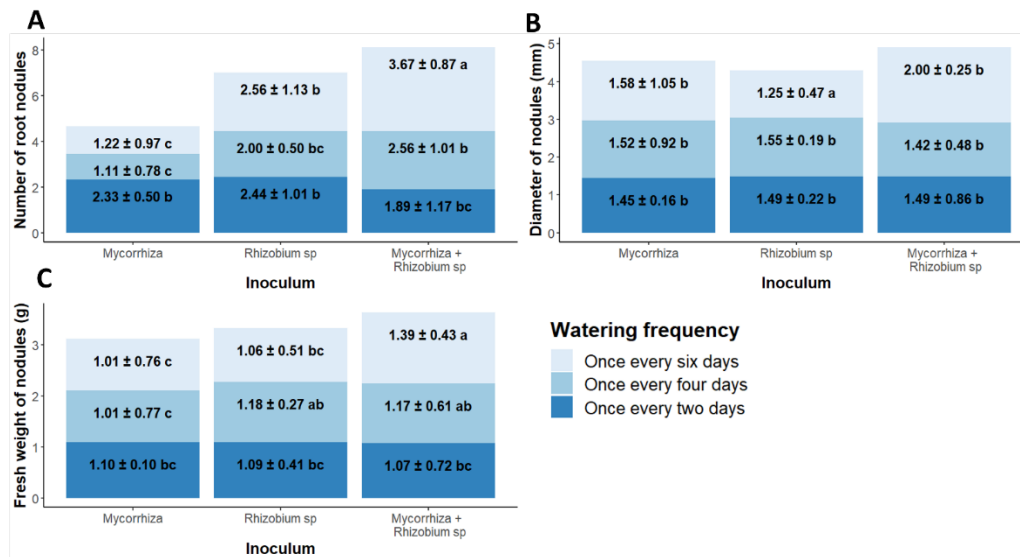 A
Number of root nodules
8
6
4
2
0
3.67 ± 0.87 a
2.56 ± 1.13 b
1.22 ± 0.97 c
2.00 ± 0.50 bc
2.56 ± 1.01 b
1.11 ± 0.78 c
2.33 ± 0.50 b
2.44 ± 1.01 b
1.89 ± 1.17 bc
Mycorrhiza
Rhizobium sp
Mycorrhiza +
Rhizobium sp
Inoculum
B
Diameter of nodules (mm)
5
4
3
2
1
0
1.58 ± 1.05 b
1.25 ± 0.47 a
2.00 ± 0.25 b
1.52 ± 0.92 b
1.55 ± 0.19 b
1.42 ± 0.48 b
1.45 ± 0.16 b
1.49 ± 0.22 b
1.49 ± 0.86 b
Mycorrhiza
Rhizobium sp
Mycorrhiza +
Rhizobium sp
Inoculum
C
Fresh weight of nodules (g)
3
2
1
0
1.01 ± 0.76 c
1.06 ± 0.51 bc
1.39 ± 0.43 a
1.01 ± 0.77 c
1.18 ± 0.27 ab
1.17 ± 0.61 ab
1.10 ± 0.10 bc
1.09 ± 0.41 bc
1.07 ± 0.72 bc
Mycorrhiza
Rhizobium sp
Mycorrhiza +
Rhizobium sp
Inoculum
Watering frequency
Once every six days
Once every four days
Once every two days